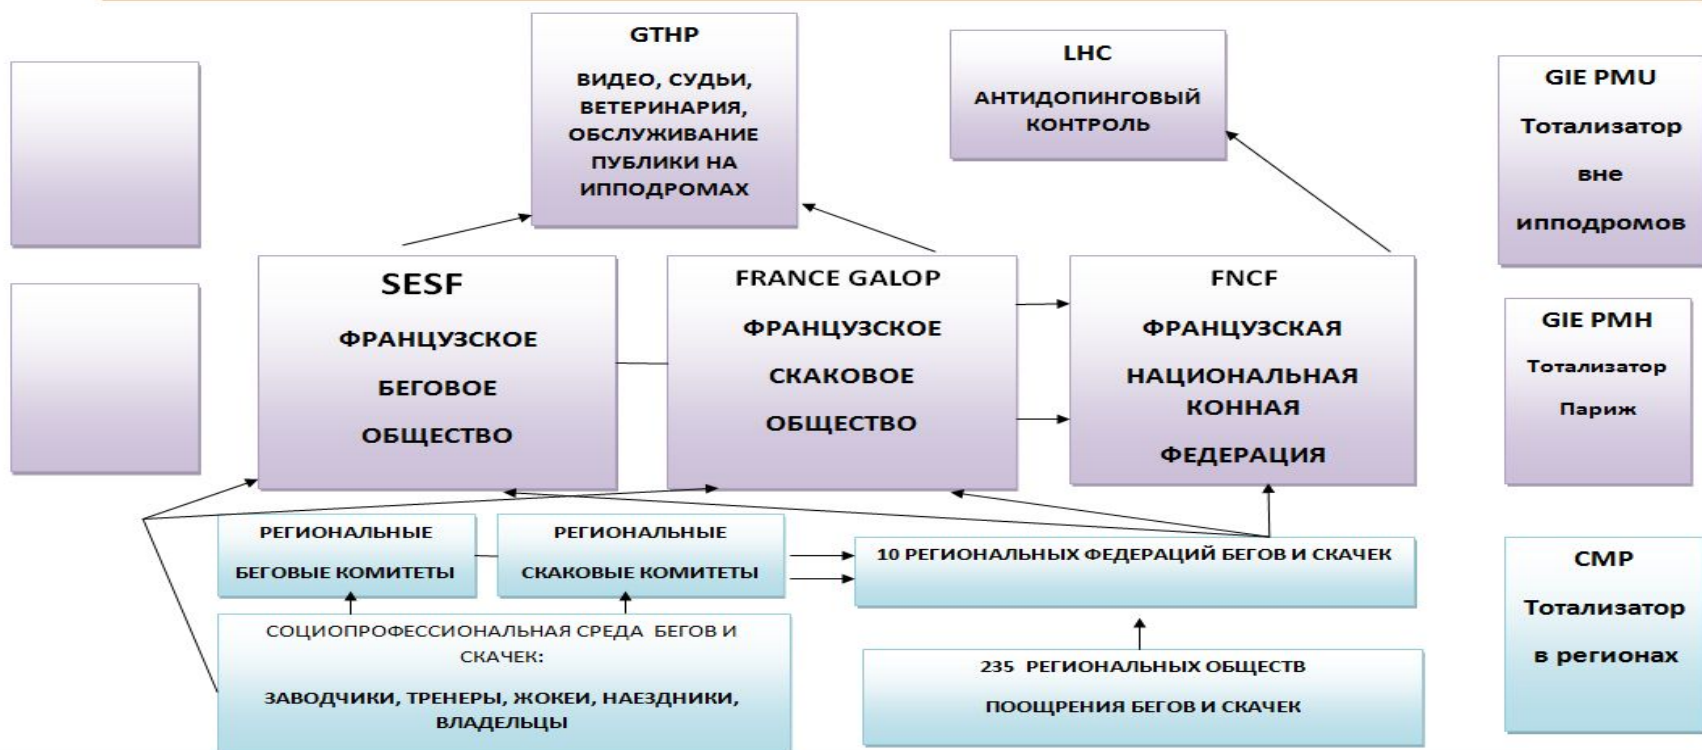 GTHP
ВИДЕО, СУДЬИ,
ВЕТЕРИНАРИЯ,
ОБСЛУЖИВАНИЕ
ПУБЛИКИ НА
ИППОДРОМАХ
LHC
АНТИДОПИНГОВЫЙ
КОНТРОЛЬ
GIE PMU
Тотализатор
вне
ипподромов
SESF
ФРАНЦУЗСКОЕ
БЕГОВОЕ
ОБЩЕСТВО
FRANCE GALOP
ФРАНЦУЗСКОЕ
СКАКОВОЕ
ОБЩЕСТВО
FNCF
ФРАНЦУЗСКАЯ
НАЦИОНАЛЬНАЯ
КОННАЯ
ФЕДЕРАЦИЯ
GIE PMH
Тотализатор
Париж
РЕГИОНАЛЬНЫЕ
БЕГОВЫЕ КОМИТЕТЫ
РЕГИОНАЛЬНЫЕ
СКАКОВЫЕ КОМИТЕТЫ
10 РЕГИОНАЛЬНЫХ ФЕДЕРАЦИЙ БЕГОВ И СКАЧЕК
СМР
Тотализатор
в регионах
СОЦИОПРОФЕССИОНАЛЬНАЯ СРЕДА БЕГОВ И
СКАЧЕК:
ЗАВОДЧИКИ, ТРЕНЕРЫ, ЖОКЕИ, НАЕЗДНИКИ,
ВЛАДЕЛЬЦЫ
235 РЕГИОНАЛЬНЫХ ОБЩЕСТВ
ПООЩРЕНИЯ БЕГОВ И СКАЧЕК